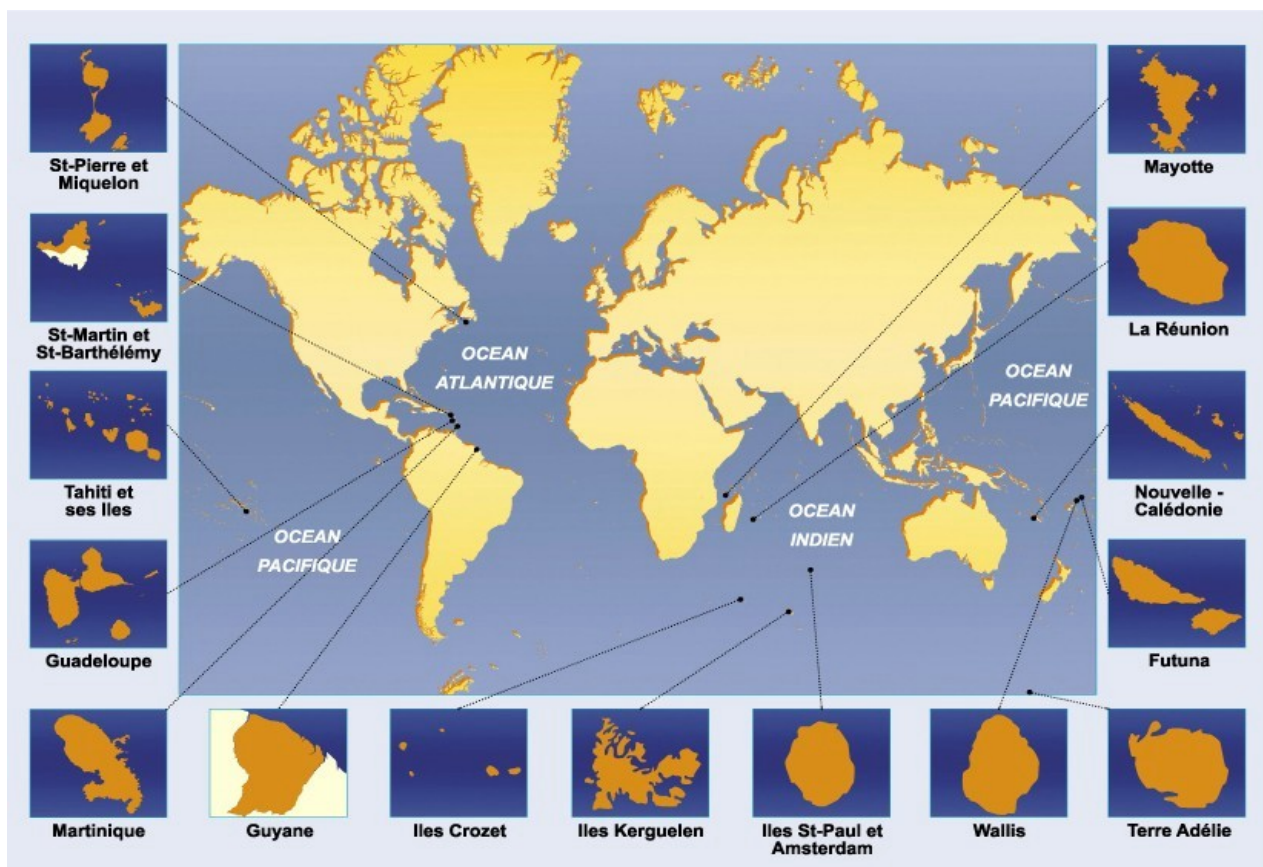 St-Pierre et
Miquelon
Mayotte
St-Martin et
St-Barthélémy
La Réunion
OCEAN
ATLANTIQUE
OCEAN
PACIFIQUE
Tahiti et
ses Iles
Nouvelle -
Calédonie
OCEAN
PACIFIQUE
OCEAN
INDIEN
Guadeloupe
Futuna
Martinique
Guyane
Iles Crozet
Iles Kerguelen
Iles St-Paul et
Amsterdam
Wallis
Terre Adélie